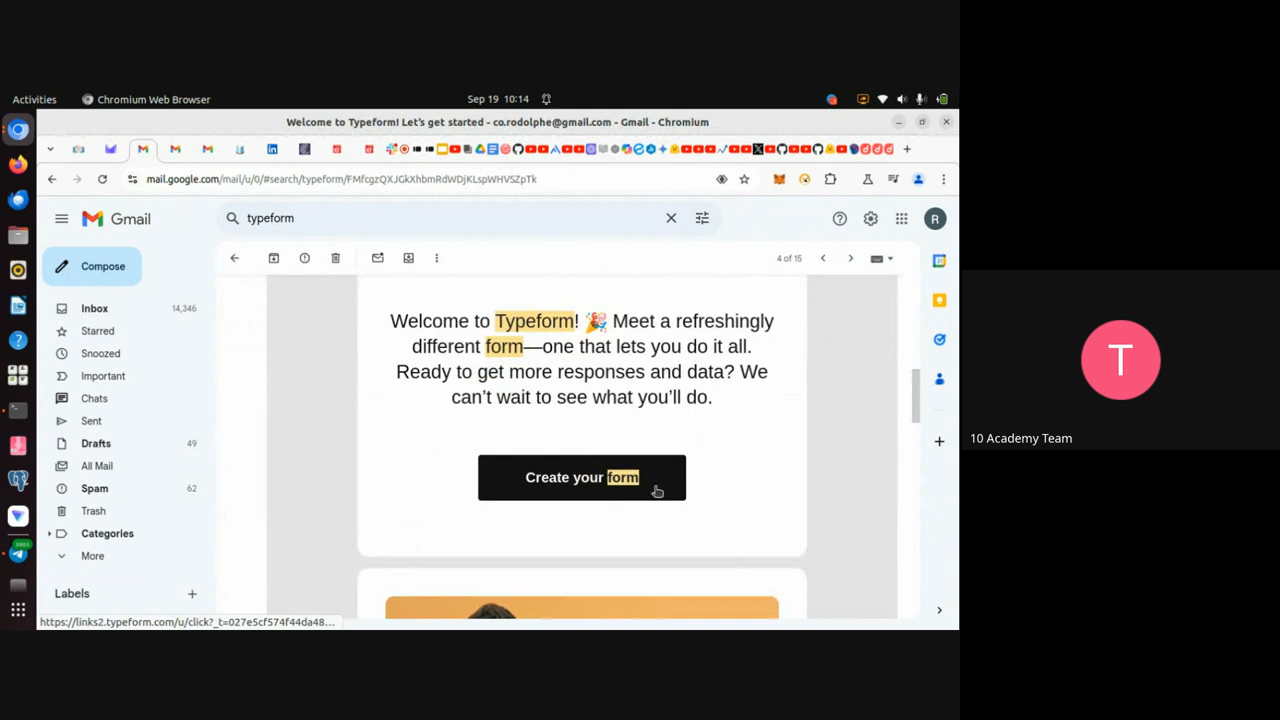 Activities
Chromium Web Browser
Sep 19 10:14
Welcome to Typeform! Let's get started - co.rodolphe@gmail.com - Gmail - Chromium
mail.google.com/mail/u/0/#search/typeform/FMfcgzQXJGkXhbmRdWDjKLspWHVSZpTk
Gmail
typeform
R
Compose
4 of 15
Inbox 14,346
Starred
Snoozed
Important
Chats
Sent
Drafts 49
All Mail
Spam 62
Trash
Categories
More
Labels
Welcome to Typeform! 🎉 Meet a refreshingly
different form—one that lets you do it all.
Ready to get more responses and data? We
can't wait to see what you'll do.
Create your form
https://links2.typeform.com/u/click?_t=027e5cf574f44da48...
T
10 Academy Team